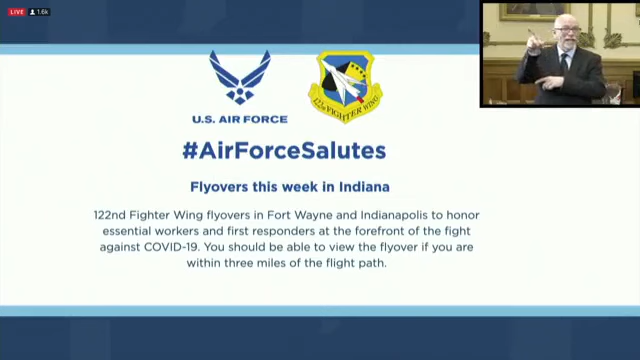 LIVE 1.6k
U.S. AIR FORCE
122D FIGHTER WING
#AirForceSalutes
Flyovers this week in Indiana
122nd Fighter Wing flyovers in Fort Wayne and Indianapolis to honor
essential workers and first responders at the forefront of the fight
against COVID-19. You should be able to view the flyover if you are
within three miles of the flight path.